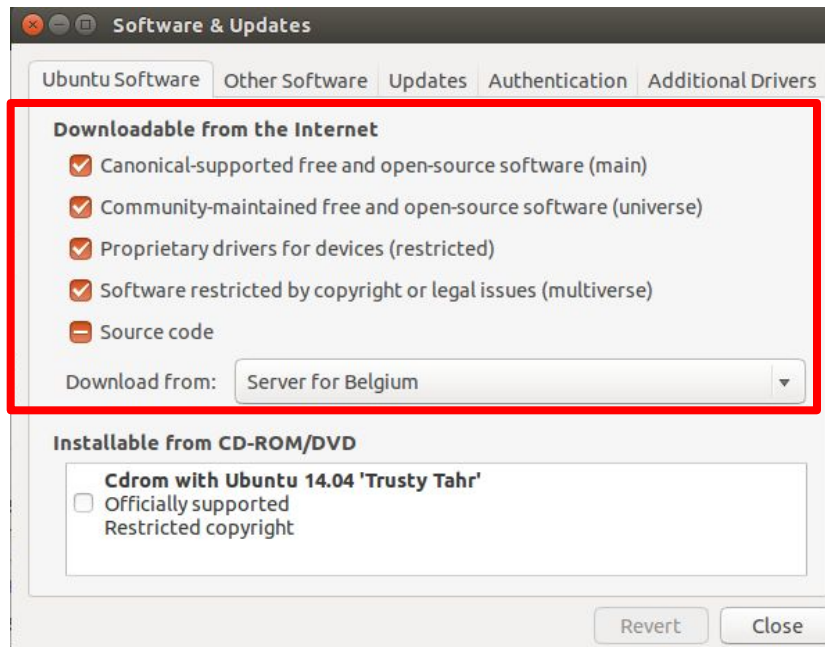 Software & Updates
Ubuntu Software Other Software Updates Authentication Additional Drivers
Downloadable from the Internet
Canonical-supported free and open-source software (main)
Community-maintained free and open-source software (universe)
Proprietary drivers for devices (restricted)
Software restricted by copyright or legal issues (multiverse)
Source code
Download from: Server for Belgium
Installable from CD-ROM/DVD
Cdrom with Ubuntu 14.04 'Trusty Tahr'
Officially supported
Restricted copyright
Revert Close